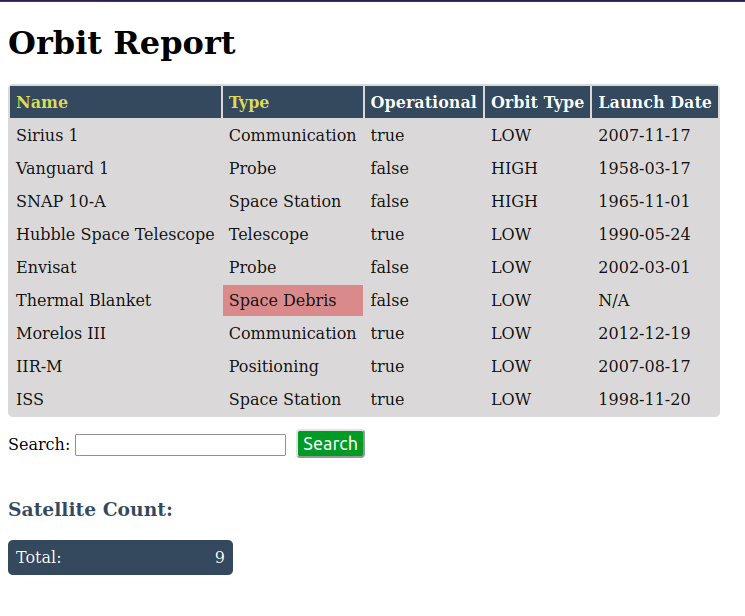 Orbit Report
Name Type Operational Orbit Type Launch Date
Sirius 1 Communication true LOW 2007-11-17
Vanguard 1 Probe false HIGH 1958-03-17
SNAP 10-A Space Station false HIGH 1965-11-01
Hubble Space Telescope Telescope true LOW 1990-05-24
Envisat Probe false LOW 2002-03-01
Thermal Blanket Space Debris false LOW N/A
Morelos III Communication true LOW 2012-12-19
IIR-M Positioning true LOW 2007-08-17
ISS Space Station true LOW 1998-11-20
Search: Search
Satellite Count:
Total: 9